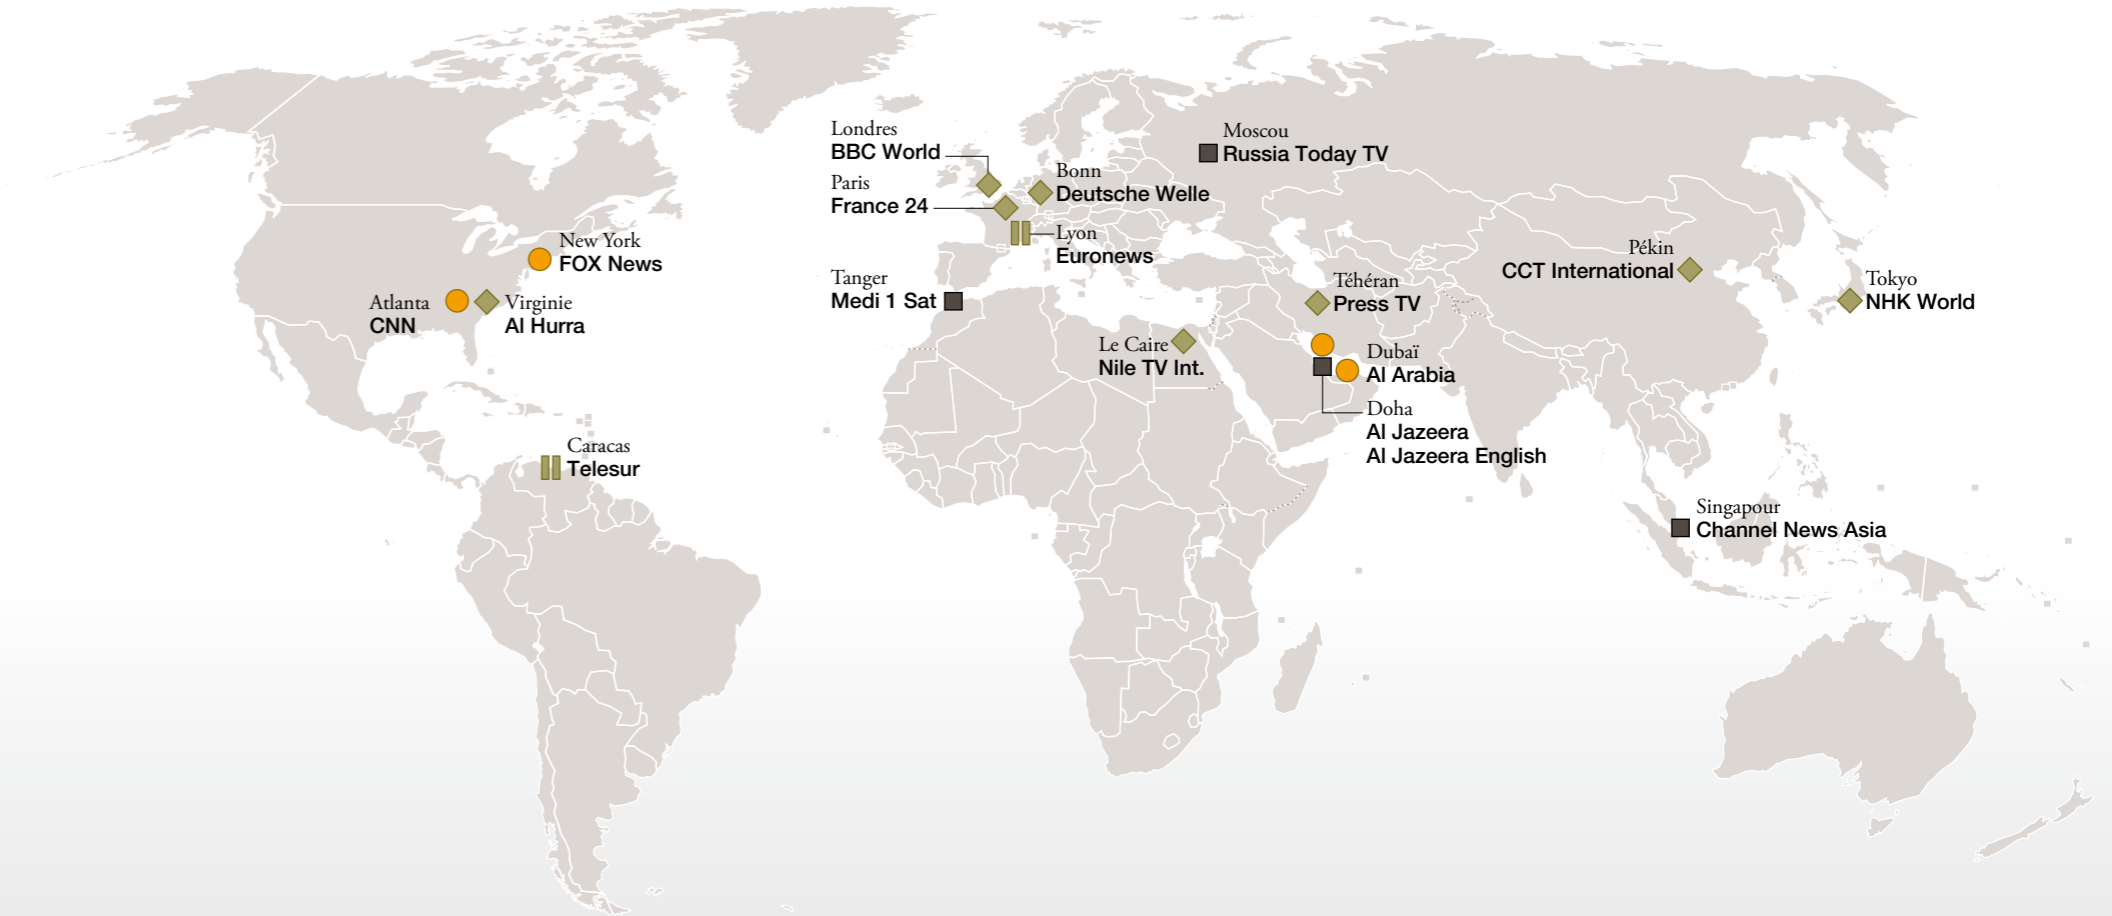 Londres
BBC World
Paris
France 24
Bonn
Deutsche Welle
Lyon
Euronews
Moscou
Russia Today TV
New York
FOX News
Atlanta
CNN
Virginie
Al Hurra
Tanger
Medi 1 Sat
Le Caire
Nile TV Int.
Téhéran
Press TV
Dubaï
Al Arabia
Doha
Al Jazeera
Al Jazeera English
Pékin
CCT International
Tokyo
NHK World
Caracas
Telesur
Singapour
Channel News Asia